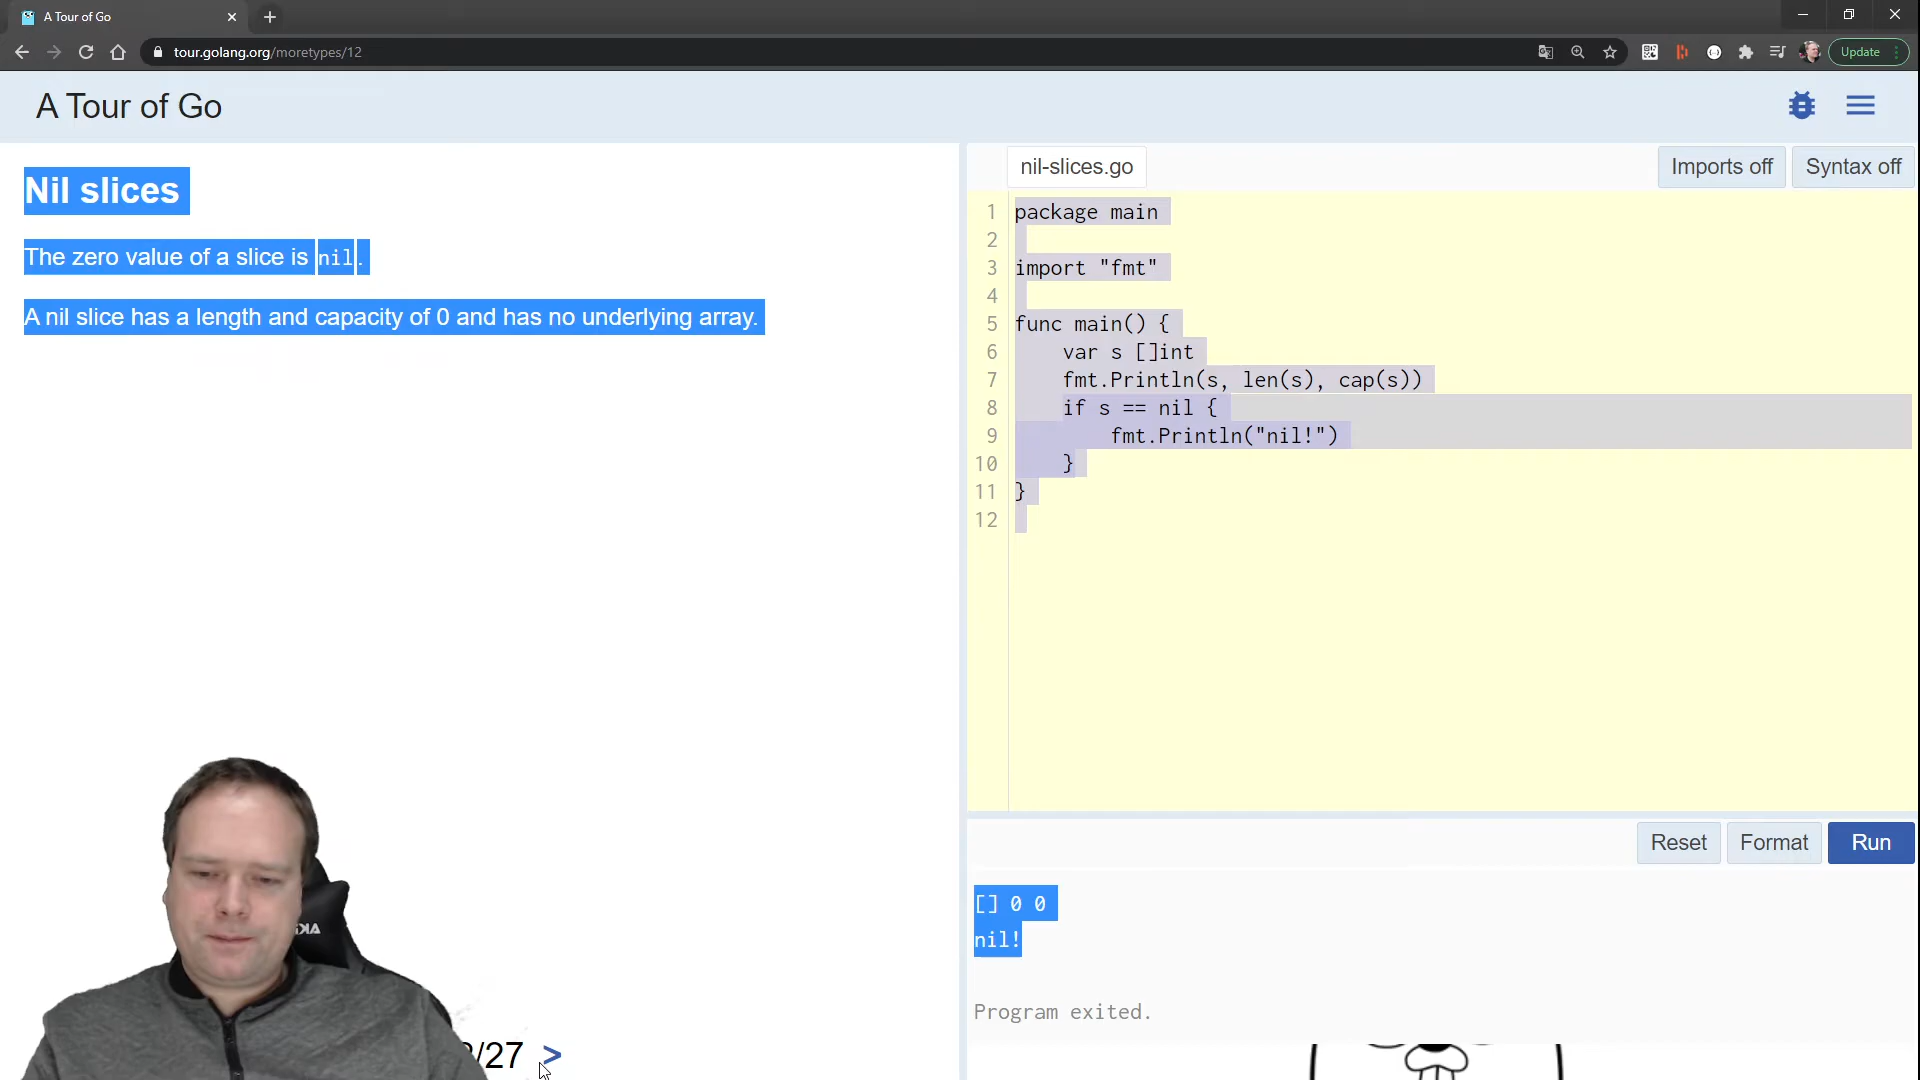 A Tour of Go
tour.golang.org/moretypes/12
Update
A Tour of Go
Nil slices
The zero value of a slice is nil.
A nil slice has a length and capacity of 0 and has no underlying array.
/27 >
nil-slices.go
Imports off
Syntax off
1 package main
2
3 import "fmt"
4
5 func main() {
6 var s []int
7 fmt.Println(s, len(s), cap(s))
8 if s == nil {
9 fmt.Println("nil!")
10 }
11 }
12
Reset
Format
Run
[] 0 0
nil!
Program exited.